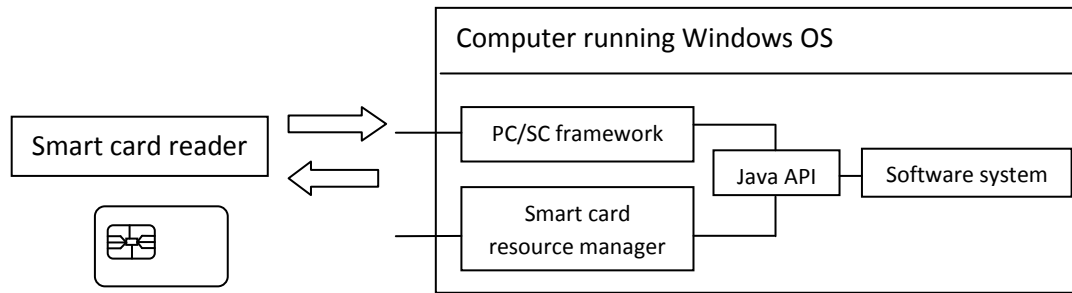 Computer running Windows OS
Smart card reader
PC/SC framework
Java API
Software system
Smart card
resource manager